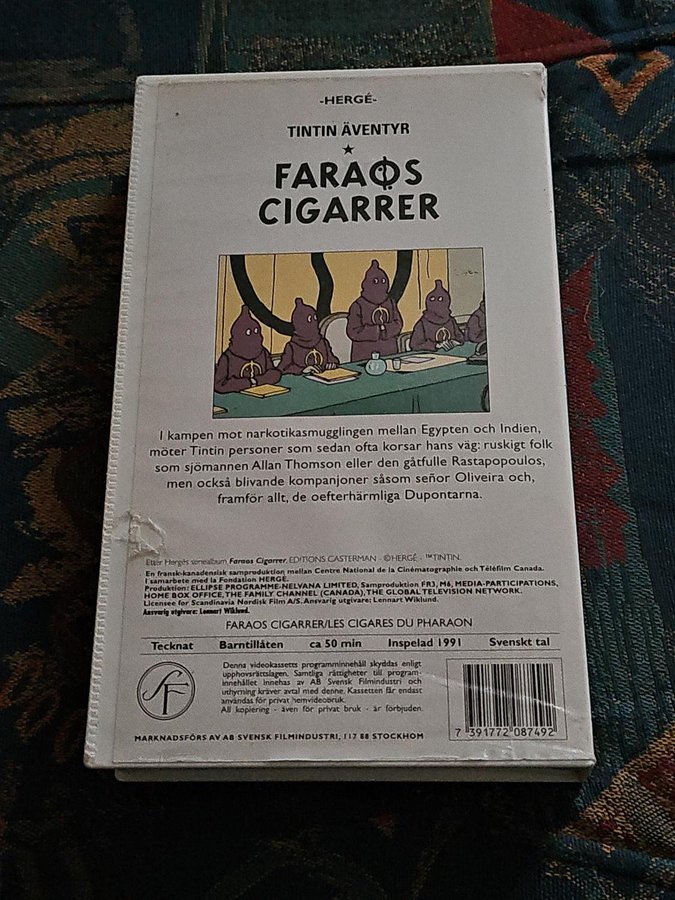 -HERGÉ-
TINTIN ÄVENTYR
FARAOS
CIGARRER
I kampen mot narkotikasmugglingen mellan Egypten och Indien,
möter Tintin personer som sedan ofta korsar hans väg: ruskigt folk
som sjömannen Allan Thomson eller den gåtfulle Rastapopoulos,
men också blivande kompanjoner såsom señor Oliveira och,
framför allt, de oefterhärmliga Dupontarna.
Efter Hergés seriealbum Faraos Cigarrer, EDITIONS CASTERMAN - ©HERGÉ - ™TINTIN.
En fransk-kanadensisk samproduktion mellan Centre National de la Cinématographie och Téléfilm Canada.
I samarbete med la Fondation HERGÉ.
Produktion: ELLIPSE PROGRAMME-NELVANA LIMITED, Samproduktion FR3, M6, MEDIA-PARTICIPATIONS,
HOME BOX OFFICE, THE FAMILY CHANNEL (CANADA), THE GLOBAL TELEVISION NETWORK.
Licensee for Scandinavia Nordisk Film A/S. Ansvarig utgivare: Lennart Wiklund.
Ansvarig utgivare: Lennart Wiklund.
FARAOS CIGARRER/LES CIGARES DU PHARAON
Tecknat Barntillåten ca 50 min Inspelad 1991 Svenskt tal
SF
Denna videokassetts programinnehåll skyddas enligt
upphovsrättslagen. Samtliga rättigheter till program-
innehållet innehas av AB Svensk Filmindustri och
uthyrning kräver avtal med denne. Kassetten får endast
användas för privat hemvideobruk.
All kopiering - även för privat bruk - är förbjuden.
7 391772 087492
MARKNADSFÖRS AV AB SVENSK FILMINDUSTRI, 117 88 STOCKHOLM